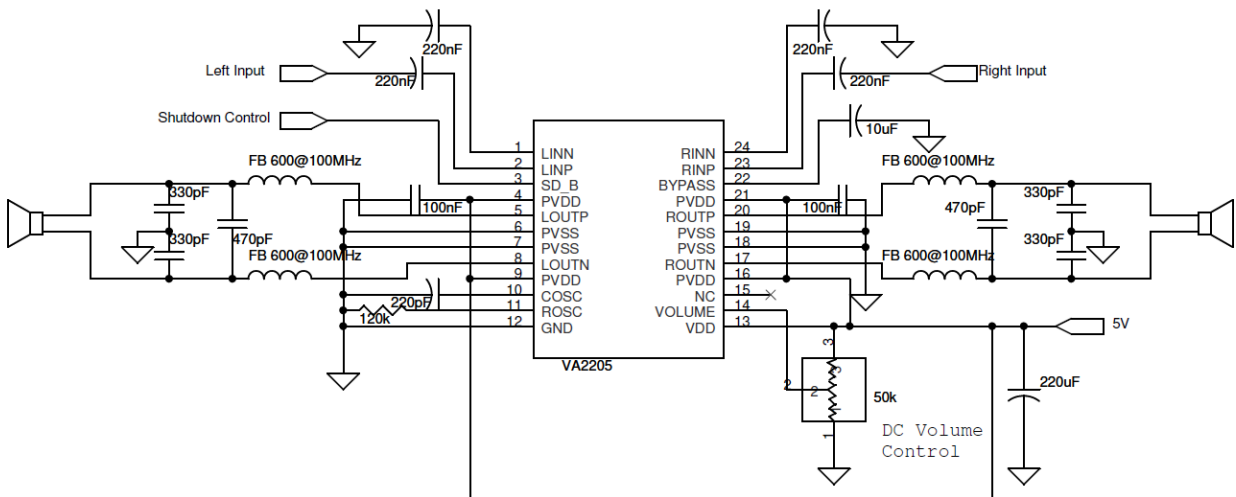 220nF
220nF
Left Input
220nF
220nF
Right Input
Shutdown Control
10uF
1 LINN RINN 24
2 LINP RINP 23
3 SD_B BYPASS 22
4 PVDD PVDD 21
5 LOUTP ROUTP 20
6 PVSS PVSS 19
7 PVSS PVSS 18
8 LOUTN ROUTN 17
9 PVDD PVDD 16
10 COSC NC 15
11 ROSC VOLUME 14
12 GND VDD 13
VA2205
FB 600@100MHz
330pF
100nF
330pF
470pF
FB 600@100MHz
220pF
120k
FB 600@100MHz
330pF
100nF
470pF
330pF
FB 600@100MHz
5V
3
3
2
2
1
1
50k
220uF
DC Volume
Control